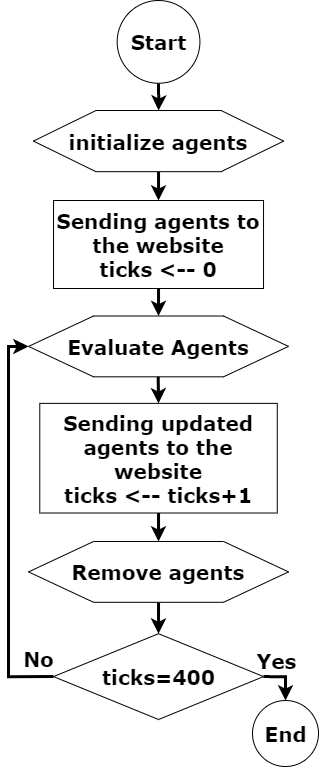 Start
initialize agents
Sending agents to
the website
ticks <-- 0
Evaluate Agents
Sending updated
agents to the
website
ticks <-- ticks+1
Remove agents
No
Yes
ticks=400
End